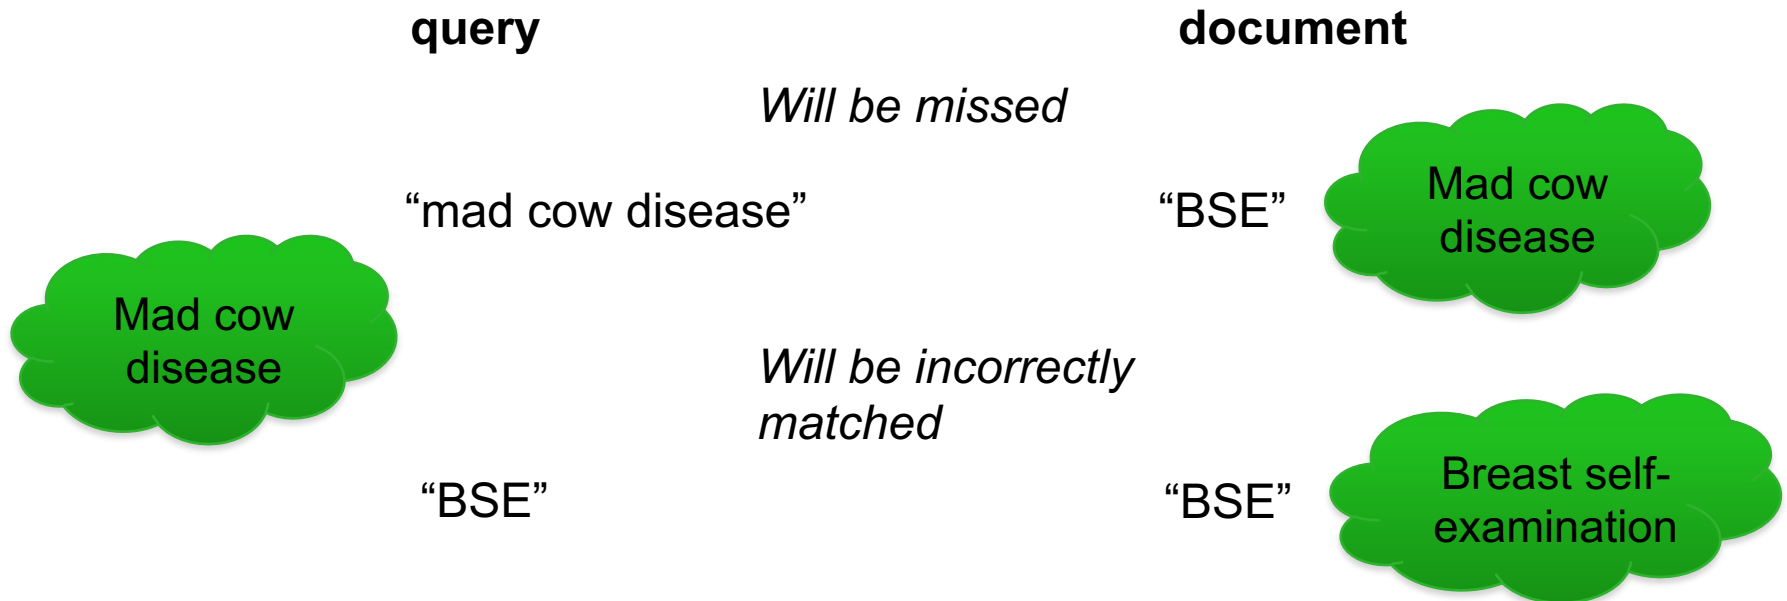 query
document
Will be missed
“mad cow disease”
“BSE”
Mad cow
disease
Mad cow
disease
Will be incorrectly
matched
“BSE”
“BSE”
Breast self-
examination